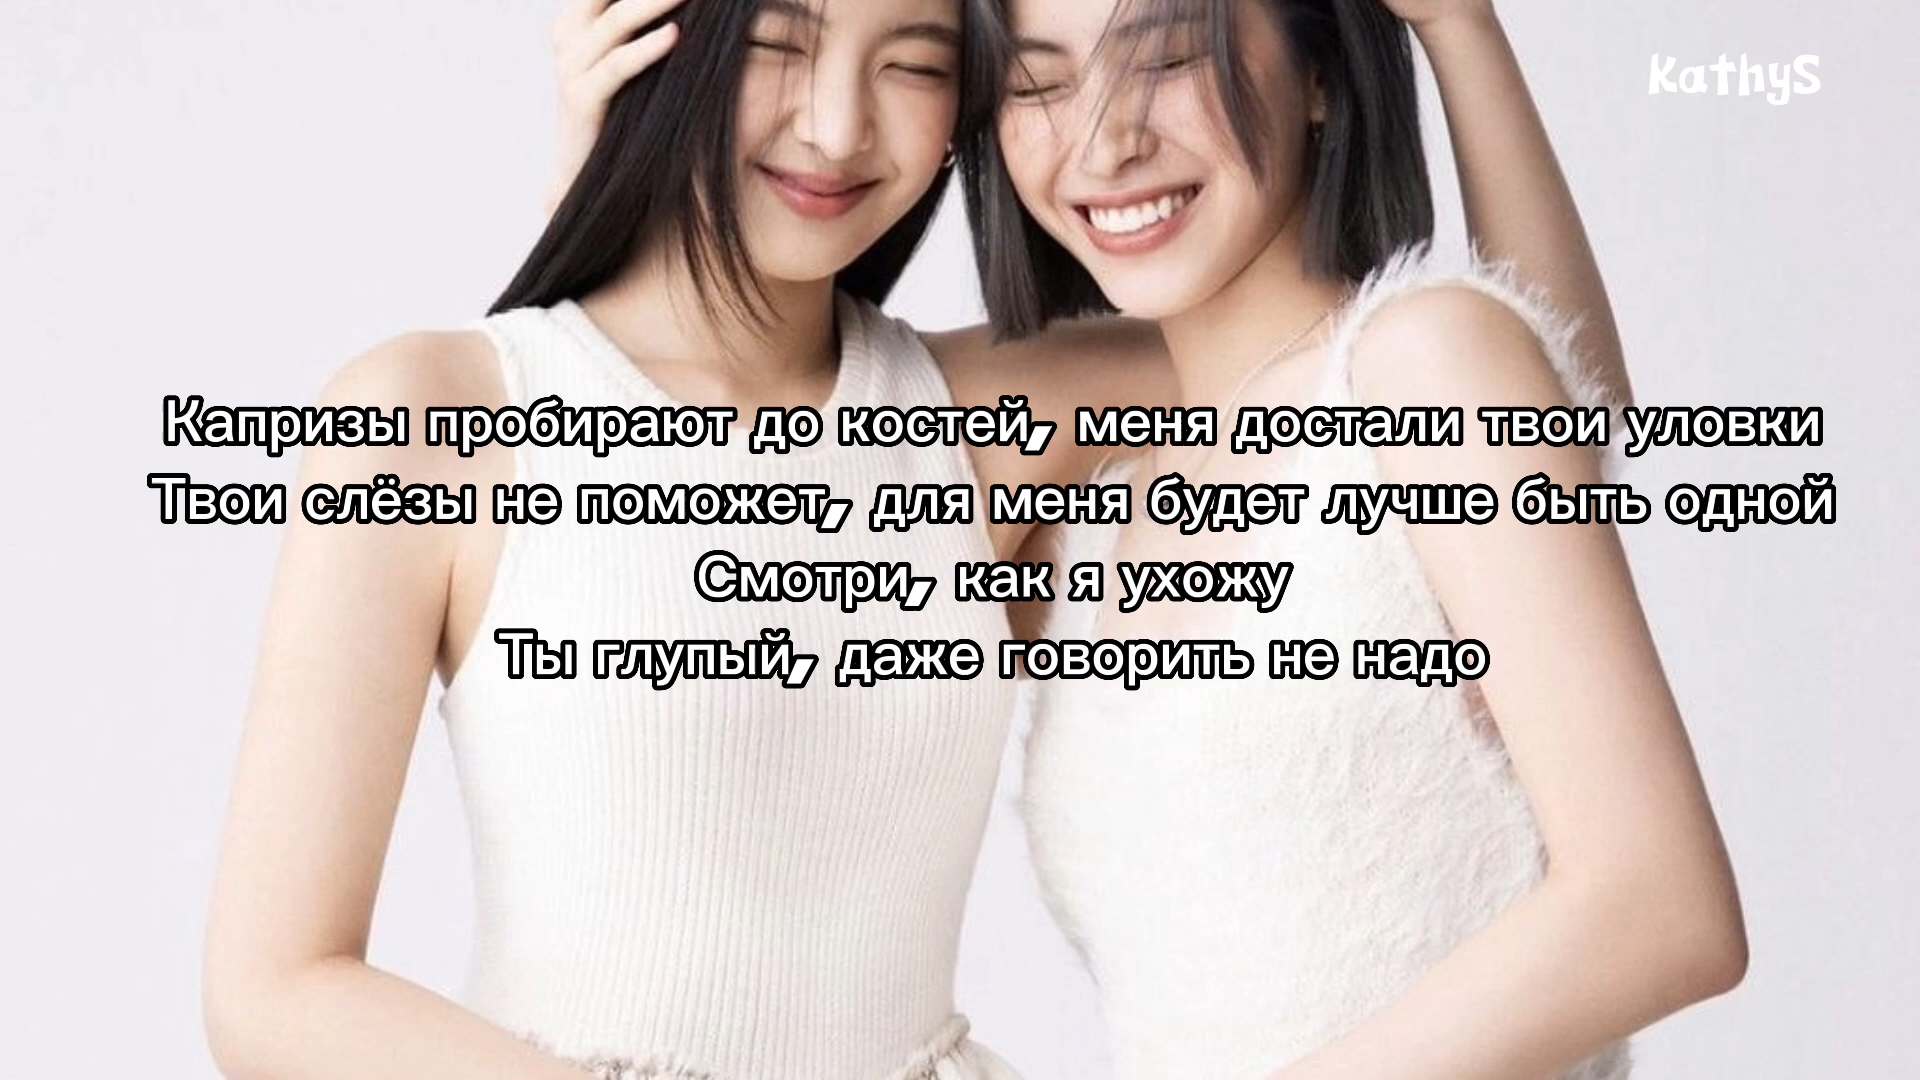 KathyS
Капризы пробирают до костей, меня достали твои уловки
Твои слёзы не поможет, для меня будет лучше быть одной
Смотри, как я ухожу
Ты глупый, даже говорить не надо